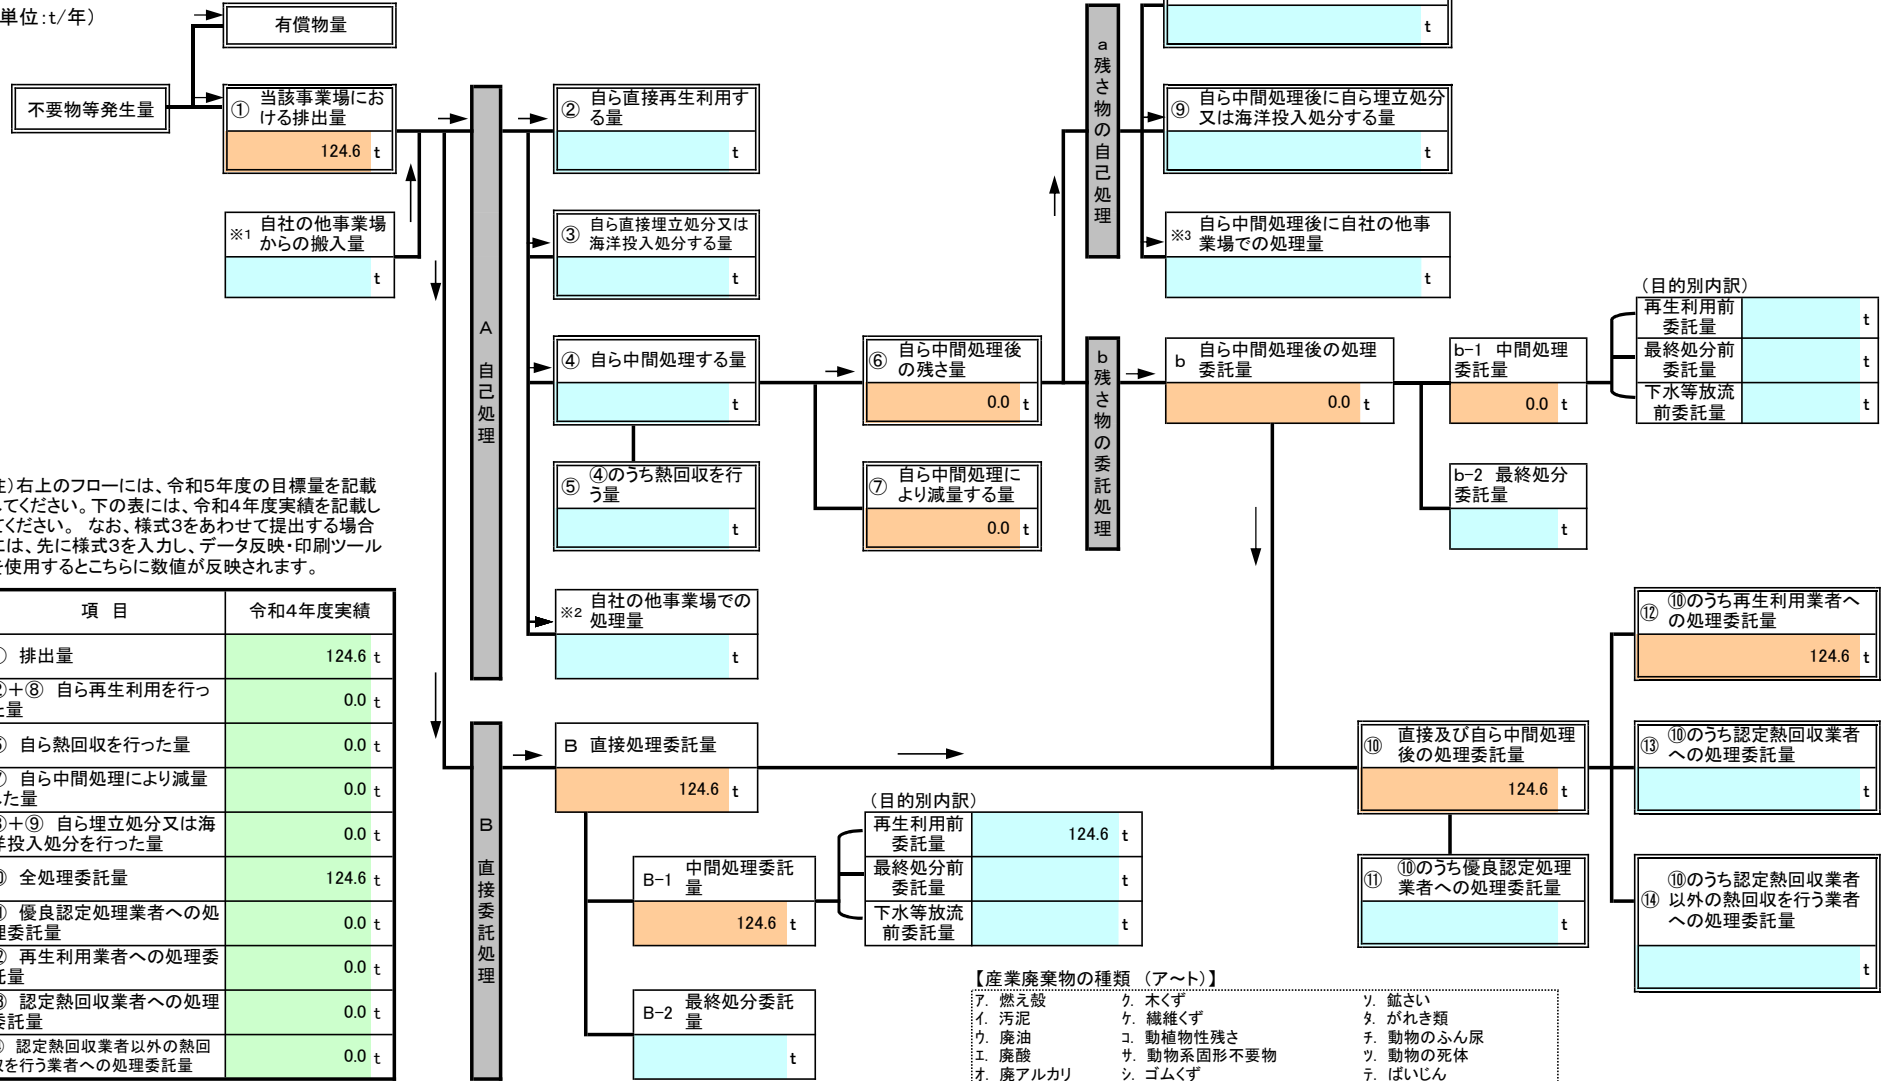 単位:t/年）
有償物量
不要物等発生量
① 当該事業場にお
ける排出量
124.6 t
※1 自社の他事業場
からの搬入量
t
A 自己処理
② 自ら直接再生利用す
る量
t
③ 自ら直接埋立処分又は
海洋投入処分する量
t
④ 自ら中間処理する量
t
⑤ ④のうち熱回収を行
う量
t
※2 自社の他事業場での
処理量
t
⑥ 自ら中間処理後
の残さ量
0.0 t
⑦ 自ら中間処理に
より減量する量
0.0 t
a 残さ物の自己処理
t
⑨ 自ら中間処理後に自ら埋立処分
又は海洋投入処分する量
t
※3 自ら中間処理後に自社の他事
業場での処理量
t
b 残さ物の委託処理
b 自ら中間処理後の処理
委託量
0.0 t
b-1 中間処理
委託量
0.0 t
b-2 最終処分
委託量
t
（目的別内訳）
再生利用前
委託量
t
最終処分前
委託量
t
下水等放流
前委託量
t
注）右上のフローには、令和5年度の目標量を記載
してください。下の表には、令和4年度実績を記載し
てください。 なお、様式3をあわせて提出する場合
には、先に様式3を入力し、データ反映・印刷ツール
を使用するとこちらに数値が反映されます。
項 目 令和4年度実績
排出量 124.6 t
②＋⑧ 自ら再生利用を行っ
た量 0.0 t
⑤ 自ら熱回収を行った量 0.0 t
⑦ 自ら中間処理により減量
した量 0.0 t
③＋⑨ 自ら埋立処分又は海
洋投入処分を行った量 0.0 t
⑩ 全処理委託量 124.6 t
⑪ 優良認定処理業者への処
理委託量 0.0 t
⑫ 再生利用業者への処理委
託量 0.0 t
⑬ 認定熱回収業者への処理
委託量 0.0 t
認定熱回収業者以外の熱回
収を行う業者への処理委託量 0.0 t
B 直接委託処理
B 直接処理委託量
124.6 t
B-1 中間処理委託
量
124.6 t
B-2 最終処分委託
量
t
（目的別内訳）
再生利用前
委託量
124.6 t
最終処分前
委託量
t
下水等放流
前委託量
t
⑩ 直接及び自ら中間処理
後の処理委託量
124.6 t
⑪ ⑩のうち優良認定処理
業者への処理委託量
t
⑫ ⑩のうち再生利用業者へ
の処理委託量
124.6 t
⑬ ⑩のうち認定熱回収業者
への処理委託量
t
⑭ ⑩のうち認定熱回収業者
以外の熱回収を行う業者
への処理委託量
t
【産業廃棄物の種類 （ア～ト）】
ア. 燃え殻 ク. 木くず ソ. 鉱さい
イ. 汚泥 ケ. 繊維くず タ. がれき類
ウ. 廃油 コ. 動植物性残さ チ. 動物のふん尿
エ. 廃酸 サ. 動物系固形不要物 ツ. 動物の死体
オ. 廃アルカリ シ. ゴムくず テ. ばいじん